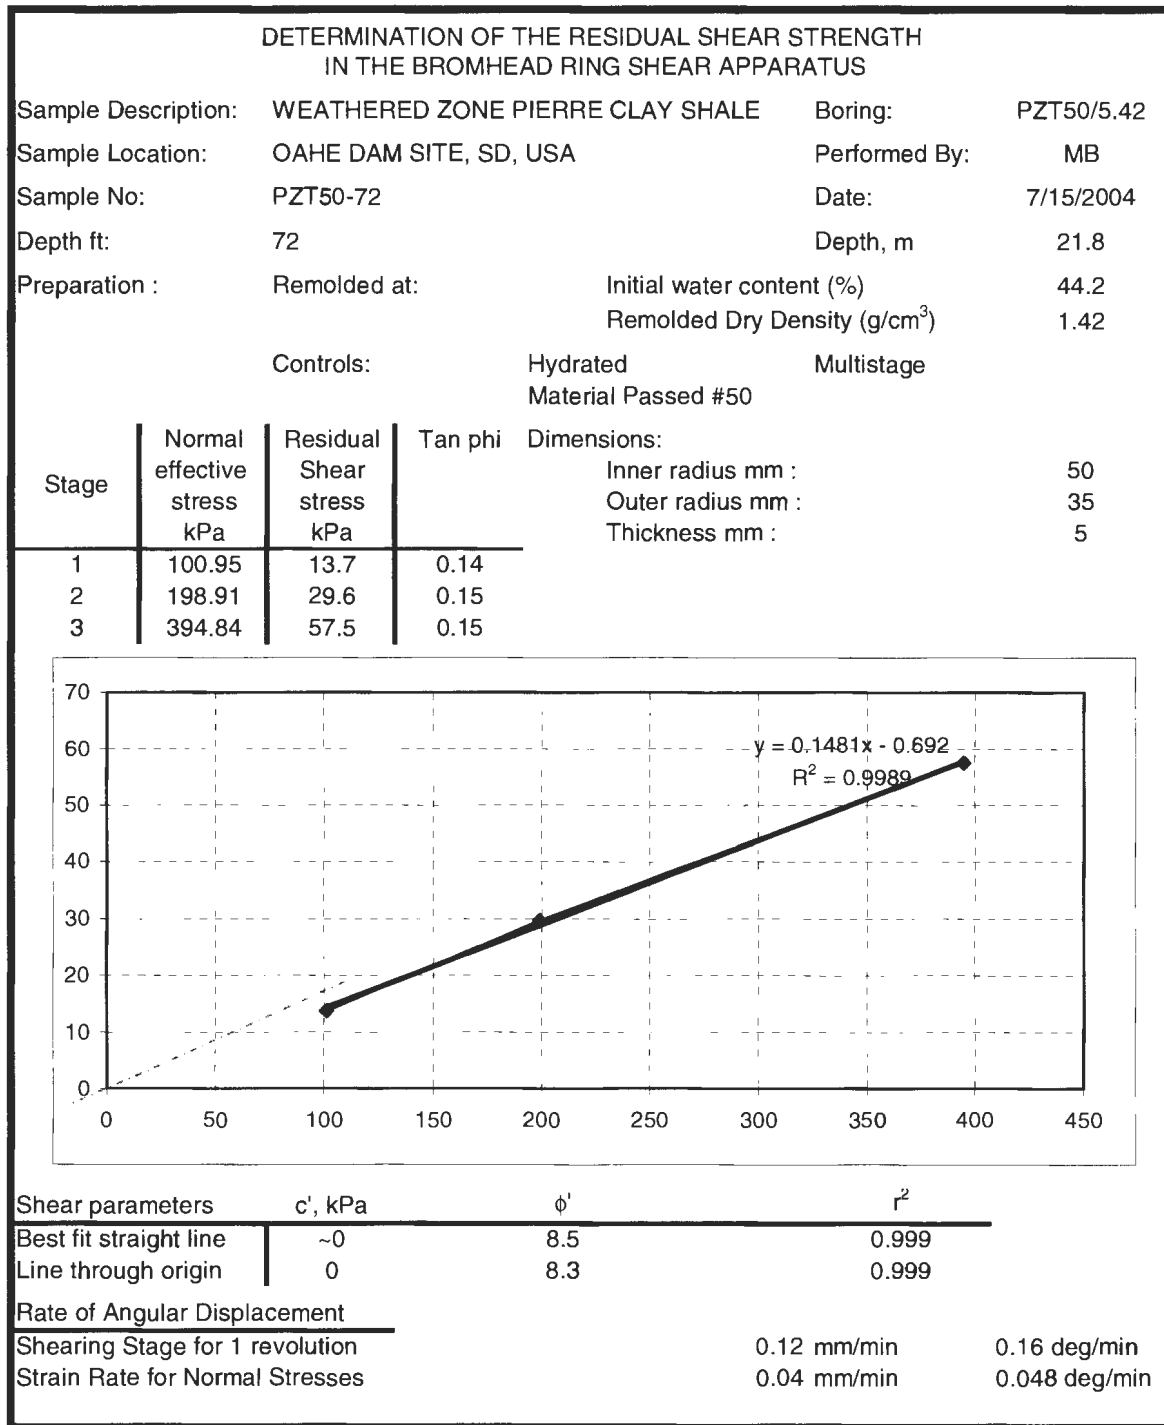 DETERMINATION OF THE RESIDUAL SHEAR STRENGTH
IN THE BROMHEAD RING SHEAR APPARATUS
Sample Description: WEATHERED ZONE PIERRE CLAY SHALE Boring: PZT50/5.42
Sample Location: OAHE DAM SITE, SD, USA Performed By: MB
Sample No: PZT50-72 Date: 7/15/2004
Depth ft: 72 Depth, m 21.8
Preparation : Remolded at: Initial water content (%) 44.2
Remolded Dry Density (g/cm³) 1.42
Controls: Hydrated Multistage
Material Passed #50
Normal Residual Tan phi Dimensions:
effective Shear Inner radius mm : 50
Stage
stress stress Outer radius mm : 35
kPa kPa Thickness mm : 5
1 100.95 13.7 0.14
2 198.91 29.6 0.15
3 394.84 57.5 0.15
70
60
50
40
30
20
10
0
y = 0.1481x - 0.692
R² = 0.9989
0 50 100 150 200 250 300 350 400 450
Shear parameters c', kPa ϕ' r²
Best fit straight line ~0 8.5 0.999
Line through origin 0 8.3 0.999
Rate of Angular Displacement
Shearing Stage for 1 revolution 0.12 mm/min 0.16 deg/min
Strain Rate for Normal Stresses 0.04 mm/min 0.048 deg/min